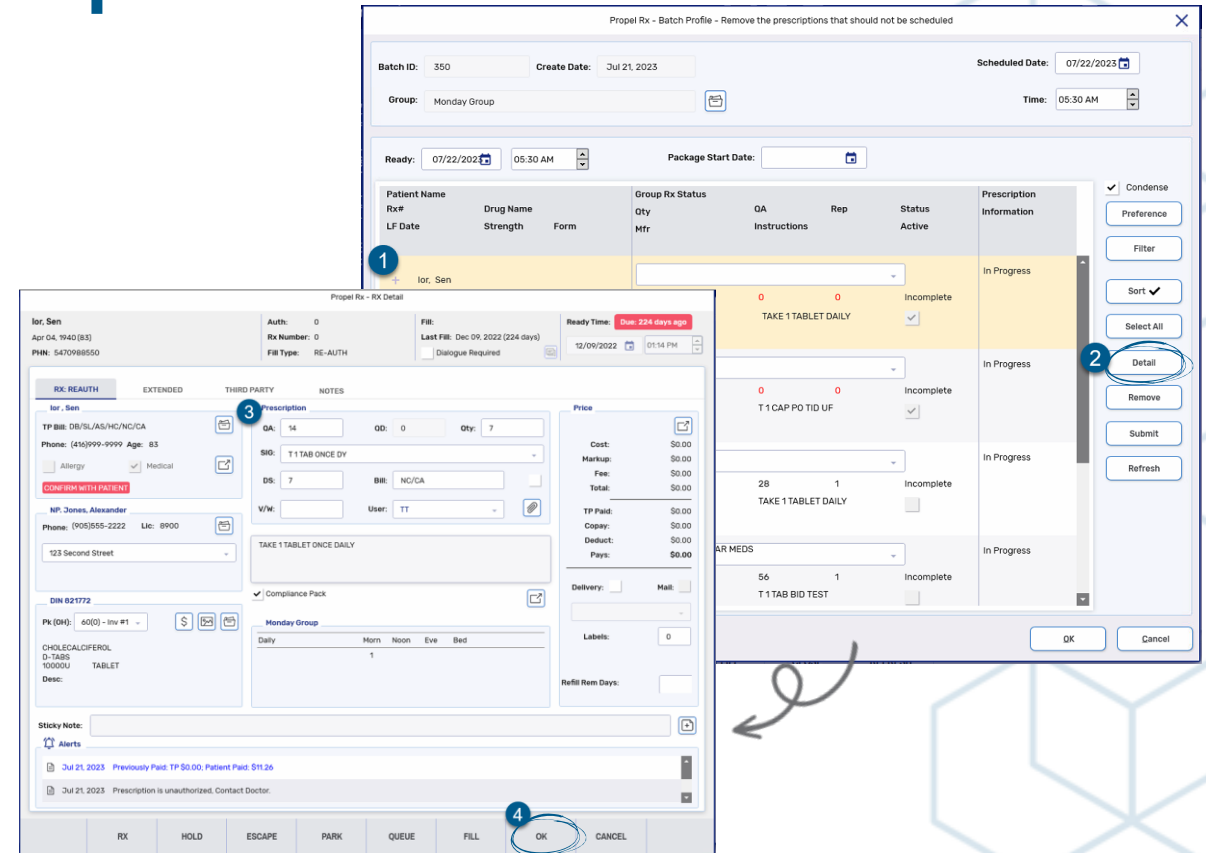 Propel Rx - Batch Profile - Remove the prescriptions that should not be scheduled
Batch ID: 350 Create Date: Jul 21, 2023 Scheduled Date: 07/22/2023
Group: Monday Group Time: 05:30 AM
Ready: 07/22/2023 05:30 AM Package Start Date:
Patient Name Group Rx Status Prescription
Rx# Drug Name Qty QA Rep Status Information
LF Date Strength Form Mfr Instructions Active
Condense
Preference
Filter
Sort
Select All
2
Detail
Remove
Submit
Refresh
1
+ Ior, Sen In Progress
0 0 Incomplete
TAKE 1 TABLET DAILY
In Progress
0 0 Incomplete
T 1 CAP PO TID UF
In Progress
28 1 Incomplete
TAKE 1 TABLET DAILY
AR MEDS In Progress
56 1 Incomplete
T 1 TAB BID TEST
OK Cancel
Propel Rx - RX Detail
Ior, Sen Auth: 0 Fill: Ready Time: Due: 224 days ago
Apr 04, 1940 (83) Rx Number: 0 Last Fill: Dec 09, 2022 (224 days) 12/09/2022 01:14 PM
PHN: 5470988550 Fill Type: RE-AUTH Dialogue Required
RX: REAUTH EXTENDED THIRD PARTY NOTES
Ior , Sen
TP Bill: DB/SL/AS/HC/NC/CA
Phone: (416)999-9999 Age: 83
Allergy Medical
CONFIRM WITH PATIENT
NP. Jones, Alexander
Phone: (905)555-2222 Lic: 8900
123 Second Street
DIN 821772
Pk (OH): 60(0) - Inv #1 $
CHOLECALCIFEROL
D-TABS
10000U TABLET
Desc:
3
Prescription
QA: 14 QD: 0 Qty: 7
SIG: T 1 TAB ONCE DY
DS: 7 Bill: NC/CA
V/W: User: TT
TAKE 1 TABLET ONCE DAILY
Compliance Pack
Monday Group
Daily Morn Noon Eve Bed
1
Price
Cost: $0.00
Markup: $0.00
Fee: $0.00
Total: $0.00
TP Paid: $0.00
Copay: $0.00
Deduct: $0.00
Pays: $0.00
Delivery: Mail:
Labels: 0
Refill Rem Days:
Sticky Note:
Alerts
Jul 21, 2023 Previously Paid: TP $0.00; Patient Paid: $11.26
Jul 21, 2023 Prescription is unauthorized, Contact Doctor.
4
RX HOLD ESCAPE PARK QUEUE FILL OK CANCEL